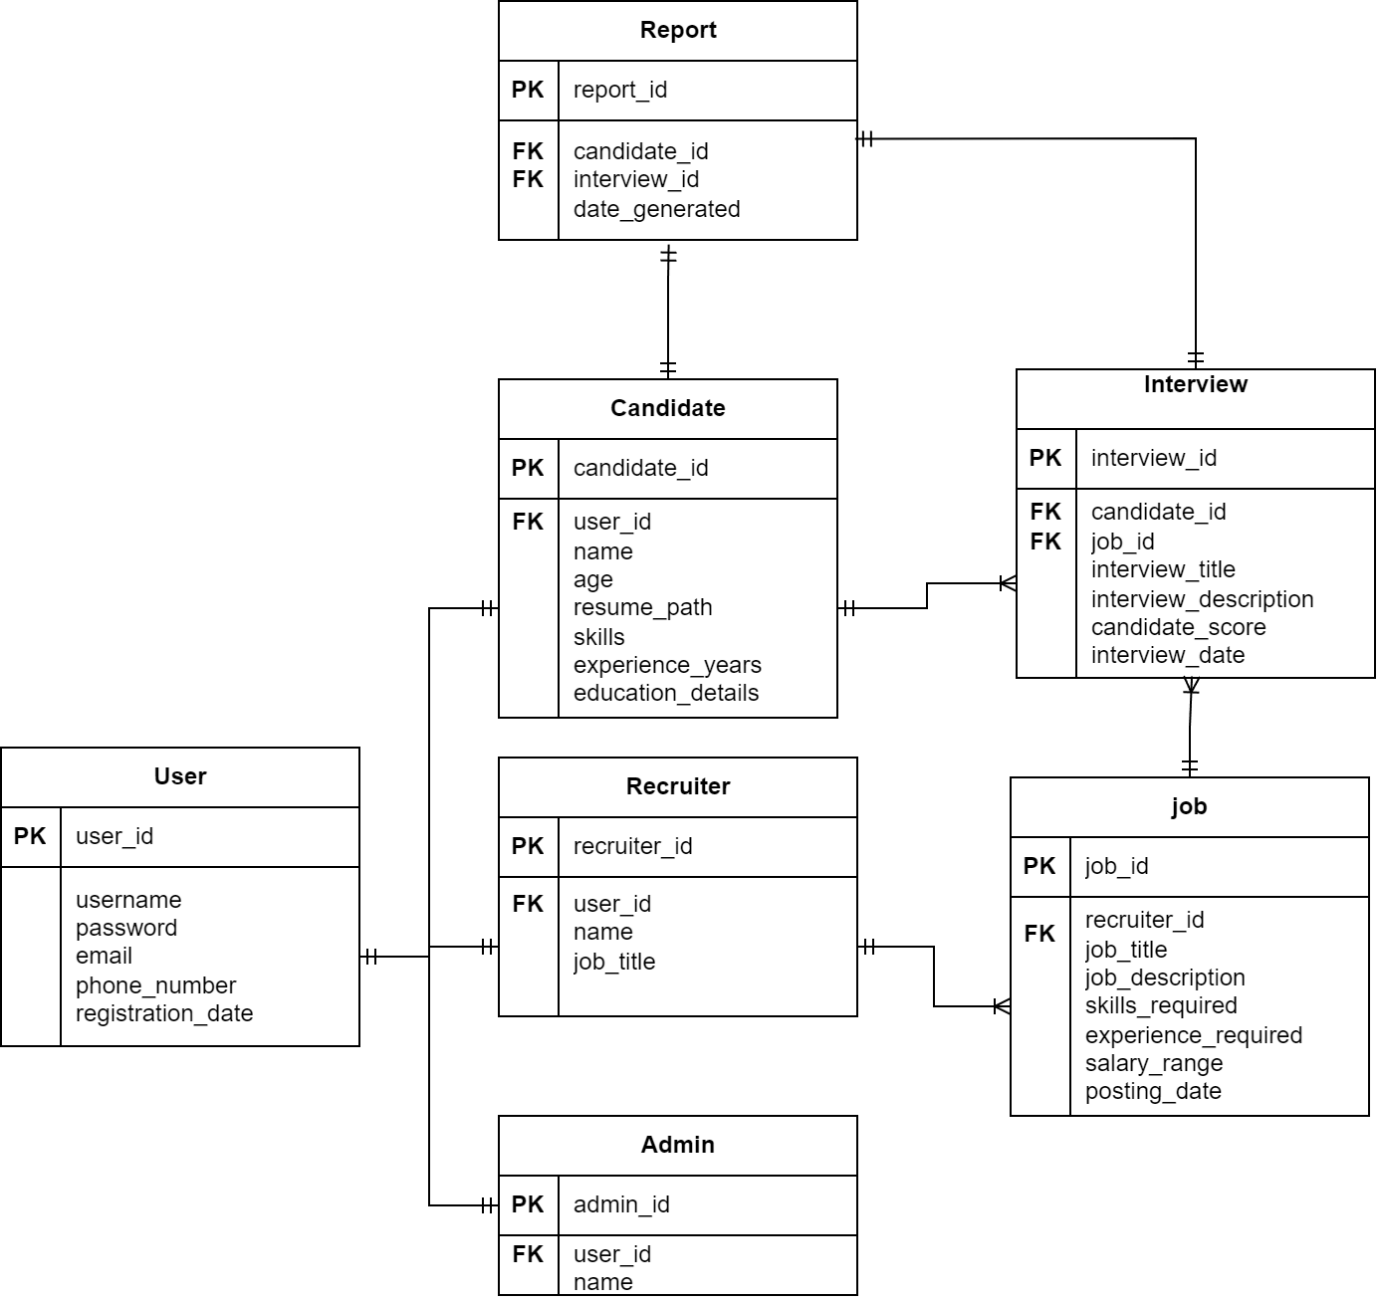 Report
PK report_id
FK candidate_id
FK interview_id
date_generated
Candidate
PK candidate_id
FK user_id
name
age
resume_path
skills
experience_years
education_details
Interview
PK interview_id
FK candidate_id
FK job_id
interview_title
interview_description
candidate_score
interview_date
User
PK user_id
username
password
email
phone_number
registration_date
Recruiter
PK recruiter_id
FK user_id
name
job_title
job
PK job_id
FK recruiter_id
job_title
job_description
skills_required
experience_required
salary_range
posting_date
Admin
PK admin_id
FK user_id
name